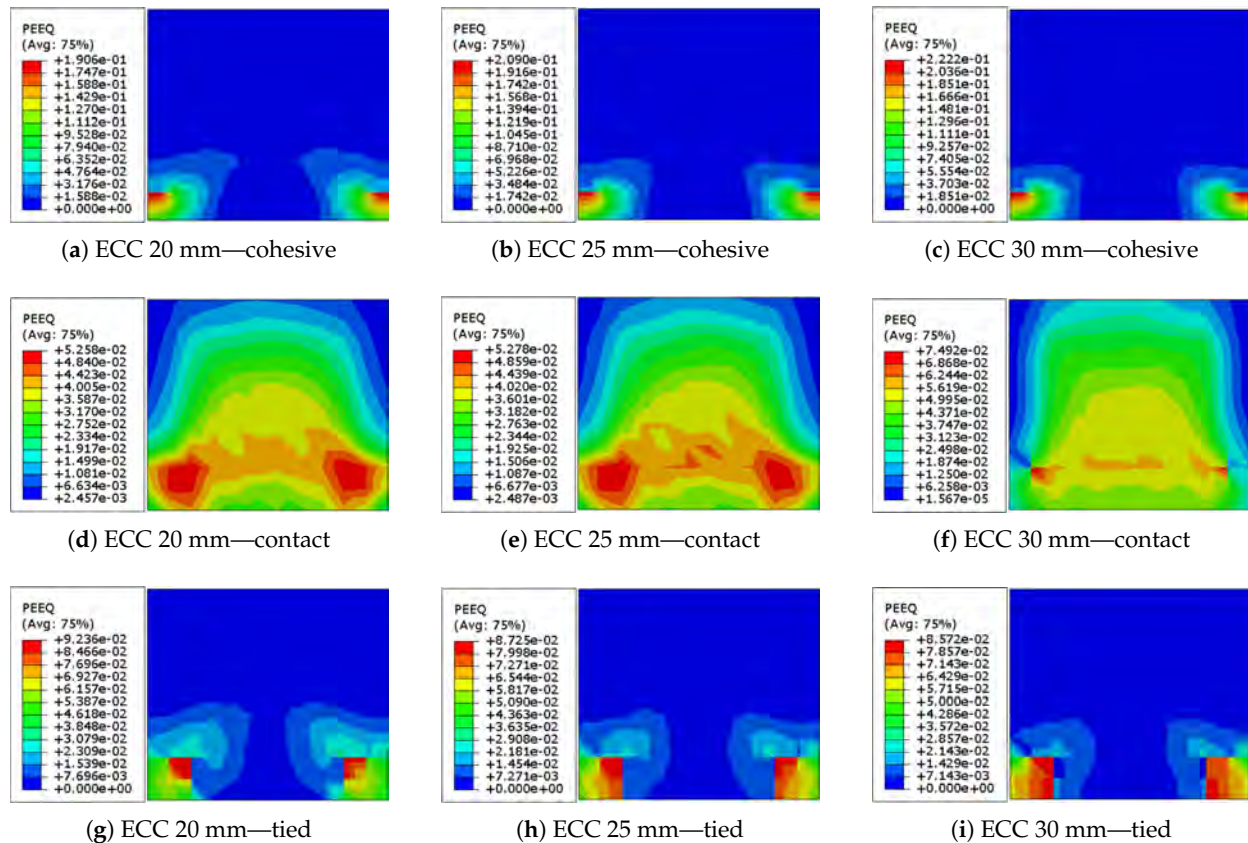 PEEQ
(Avg: 75%)
+1.906e-01
+1.747e-01
+1.588e-01
+1.429e-01
+1.270e-01
+1.112e-01
+9.528e-02
+7.940e-02
+6.352e-02
+4.764e-02
+3.176e-02
+1.588e-02
+0.000e+00
(a) ECC 20 mm—cohesive
PEEQ
(Avg: 75%)
+2.090e-01
+1.916e-01
+1.742e-01
+1.568e-01
+1.394e-01
+1.219e-01
+1.045e-01
+8.710e-02
+6.968e-02
+5.226e-02
+3.484e-02
+1.742e-02
+0.000e+00
(b) ECC 25 mm—cohesive
PEEQ
(Avg: 75%)
+2.222e-01
+2.036e-01
+1.851e-01
+1.666e-01
+1.481e-01
+1.296e-01
+1.111e-01
+9.257e-02
+7.405e-02
+5.554e-02
+3.703e-02
+1.851e-02
+0.000e+00
(c) ECC 30 mm—cohesive
PEEQ
(Avg: 75%)
+5.258e-02
+4.840e-02
+4.423e-02
+4.005e-02
+3.587e-02
+3.170e-02
+2.752e-02
+2.334e-02
+1.917e-02
+1.499e-02
+1.081e-02
+6.634e-03
+2.457e-03
(d) ECC 20 mm—contact
PEEQ
(Avg: 75%)
+5.278e-02
+4.859e-02
+4.439e-02
+4.020e-02
+3.601e-02
+3.182e-02
+2.763e-02
+2.344e-02
+1.925e-02
+1.506e-02
+1.087e-02
+6.677e-03
+2.487e-03
(e) ECC 25 mm—contact
PEEQ
(Avg: 75%)
+7.492e-02
+6.868e-02
+6.244e-02
+5.619e-02
+4.995e-02
+4.371e-02
+3.747e-02
+3.123e-02
+2.498e-02
+1.874e-02
+1.250e-02
+6.258e-03
+1.567e-05
(f) ECC 30 mm—contact
PEEQ
(Avg: 75%)
+9.236e-02
+8.466e-02
+7.696e-02
+6.927e-02
+6.157e-02
+5.387e-02
+4.618e-02
+3.848e-02
+3.079e-02
+2.309e-02
+1.539e-02
+7.696e-03
+0.000e+00
(g) ECC 20 mm—tied
PEEQ
(Avg: 75%)
+8.725e-02
+7.998e-02
+7.271e-02
+6.544e-02
+5.817e-02
+5.090e-02
+4.363e-02
+3.635e-02
+2.908e-02
+2.181e-02
+1.454e-02
+7.271e-03
+0.000e+00
(h) ECC 25 mm—tied
PEEQ
(Avg: 75%)
+8.572e-02
+7.857e-02
+7.143e-02
+6.429e-02
+5.715e-02
+5.000e-02
+4.286e-02
+3.572e-02
+2.857e-02
+2.143e-02
+1.429e-02
+7.143e-03
+0.000e+00
(i) ECC 30 mm—tied